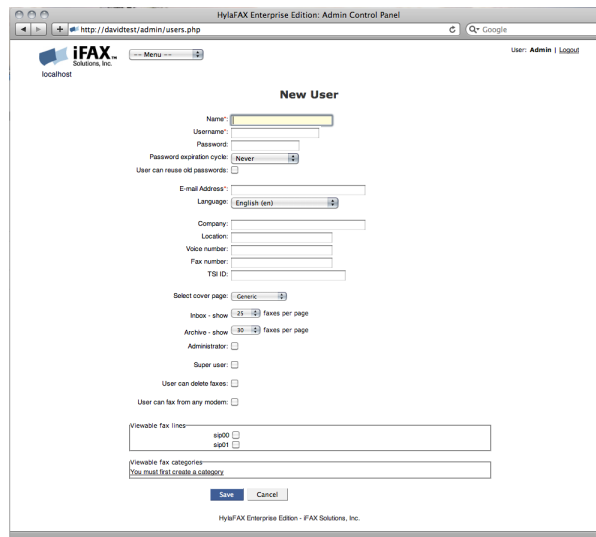 HylaFAX Enterprise Edition: Admin Control Panel
http://davidtest/admin/users.php
Google
iFAX™
Solutions, Inc.
-- Menu --
User: Admin | Logout
localhost
New User
Name*:
Username*:
Password:
Password expiration cycle: Never
User can reuse old passwords:
E-mail Address*:
Language: English (en)
Company:
Location:
Voice number:
Fax number:
TSI ID:
Select cover page: Generic
Inbox - show 25 faxes per page
Archive - show 30 faxes per page
Administrator:
Super user:
User can delete faxes:
User can fax from any modem:
Viewable fax lines
sip00
sip01
Viewable fax categories
You must first create a category
Save Cancel
HylaFAX Enterprise Edition - iFAX Solutions, Inc.